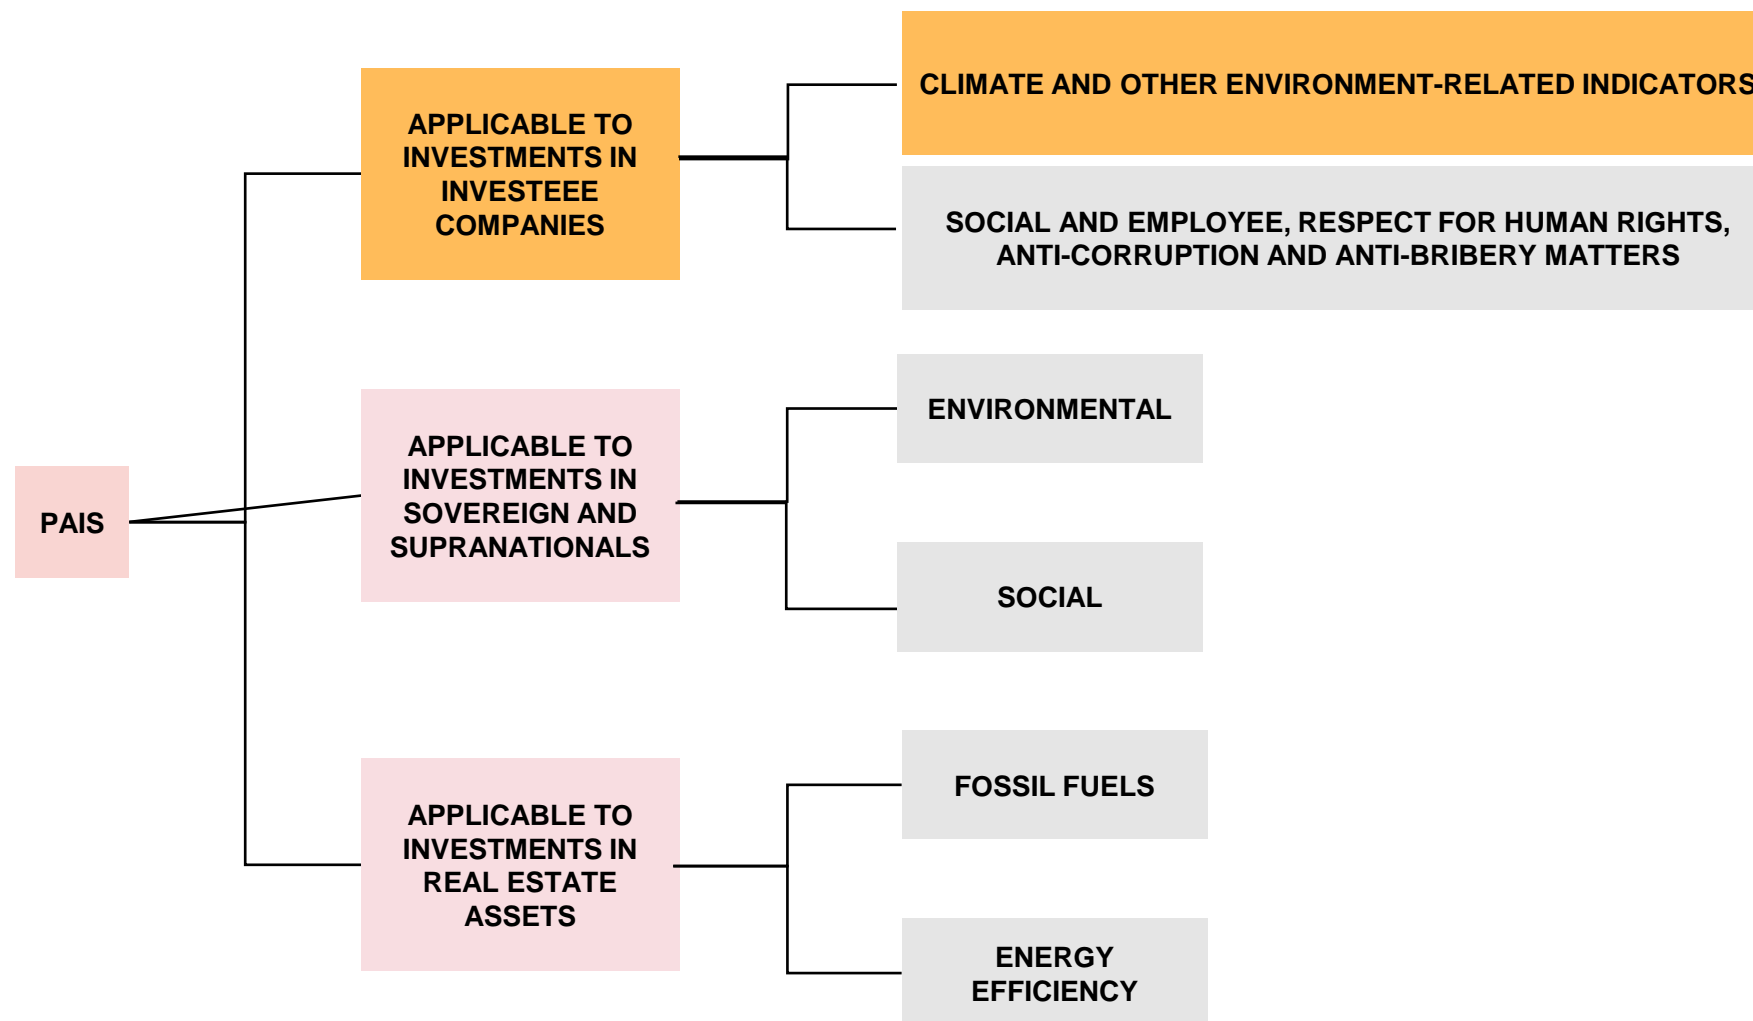 PAIS
APPLICABLE TO
INVESTMENTS IN
INVESTEEE
COMPANIES
CLIMATE AND OTHER ENVIRONMENT-RELATED INDICATORS
SOCIAL AND EMPLOYEE, RESPECT FOR HUMAN RIGHTS,
ANTI-CORRUPTION AND ANTI-BRIBERY MATTERS
APPLICABLE TO
INVESTMENTS IN
SOVEREIGN AND
SUPRANATIONALS
ENVIRONMENTAL
SOCIAL
APPLICABLE TO
INVESTMENTS IN
REAL ESTATE
ASSETS
FOSSIL FUELS
ENERGY
EFFICIENCY